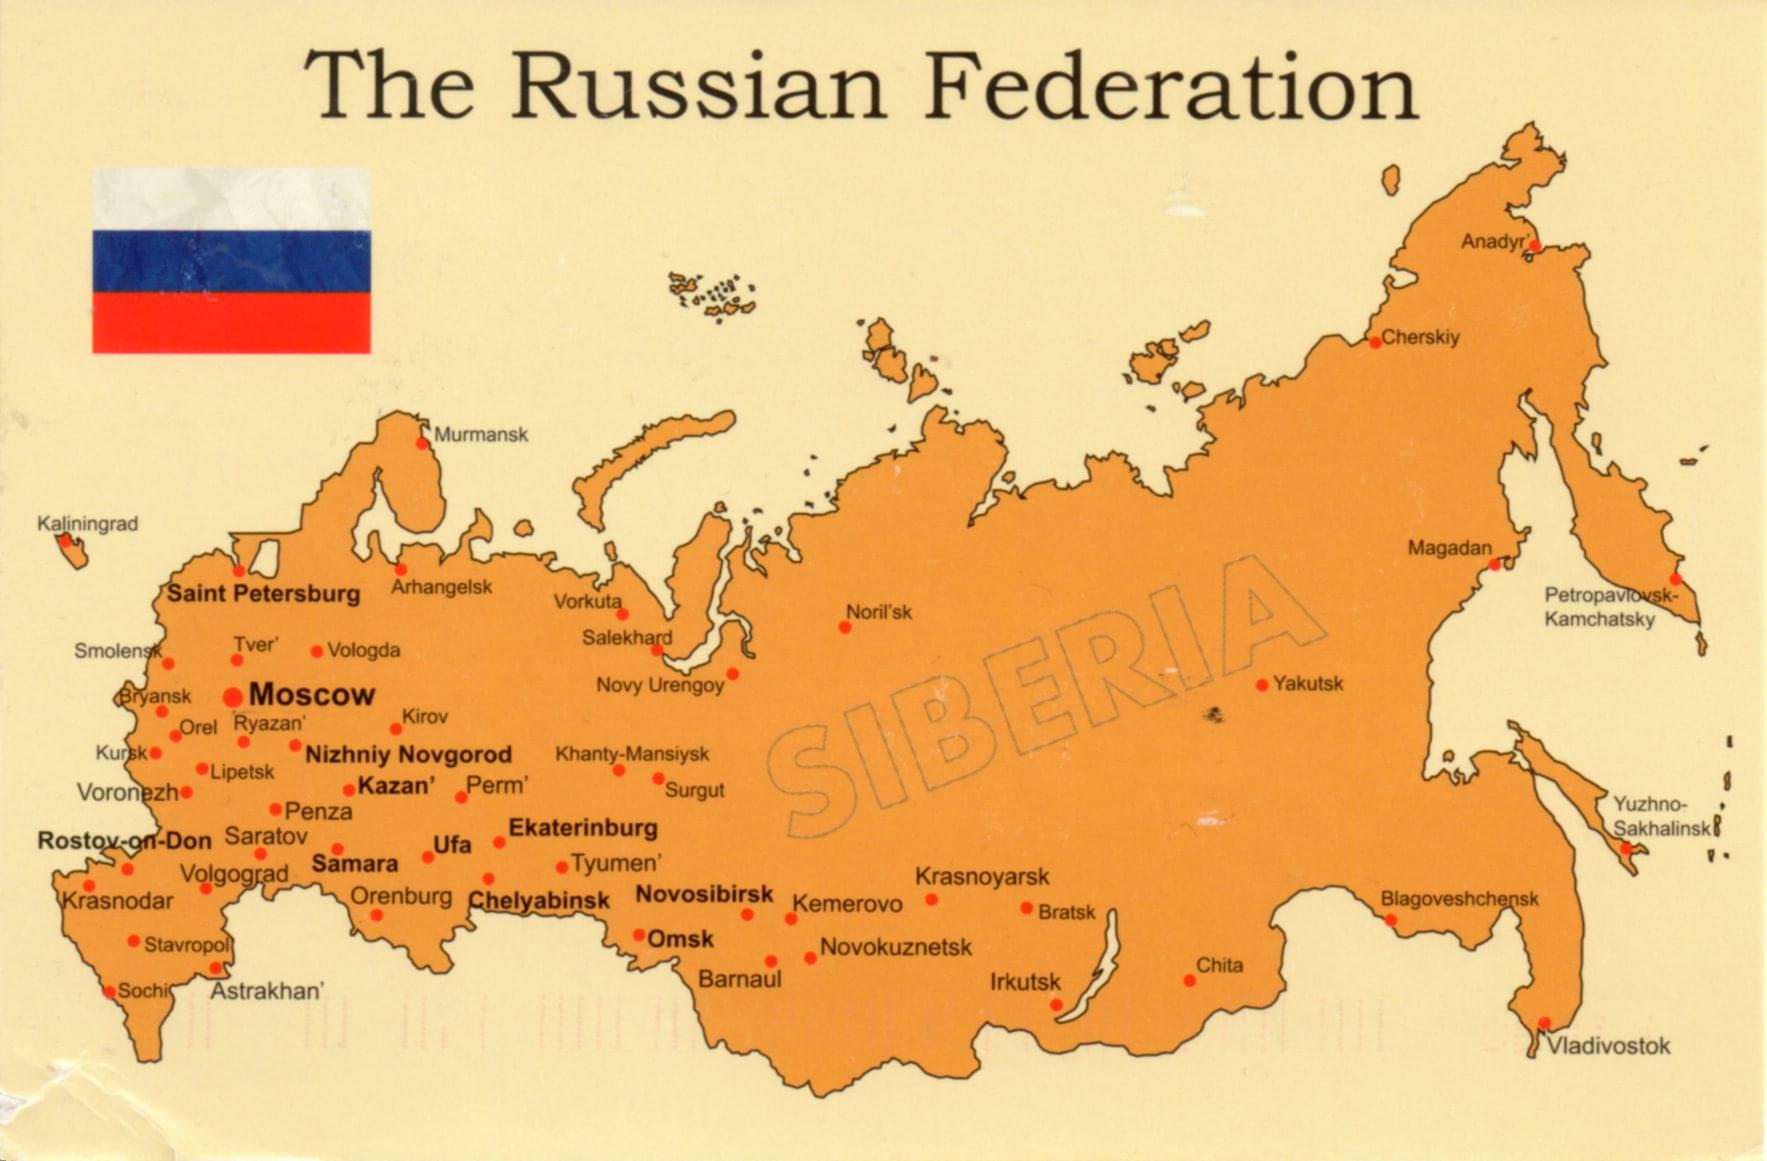 The Russian Federation
Anadyr'
Cherskiy
Murmansk
Kaliningrad
Magadan
Arhangelsk
Saint Petersburg
Petropavlovsk-
Kamchatsky
Vorkuta
Noril'sk
SIBERIA
Salekhard
Tver'
Vologda
Smolensk
Yakutsk
Novy Urengoy
Moscow
Bryansk
Kirov
Ryazan'
Orel
Kursk
Nizhniy Novgorod
Khanty-Mansiysk
Lipetsk
Kazan'
Perm'
Surgut
Voronezh
Yuzhno-
Sakhalinsk
Penza
Ekaterinburg
Rostov-on-Don
Saratov
Ufa
Samara
Tyumen'
Volgograd
Krasnoyarsk
Novosibirsk
Orenburg
Chelyabinsk
Kemerovo
Blagoveshchensk
Krasnodar
Bratsk
Omsk
Stavropol
Novokuznetsk
Chita
Barnaul
Irkutsk
Sochi
Astrakhan'
Vladivostok